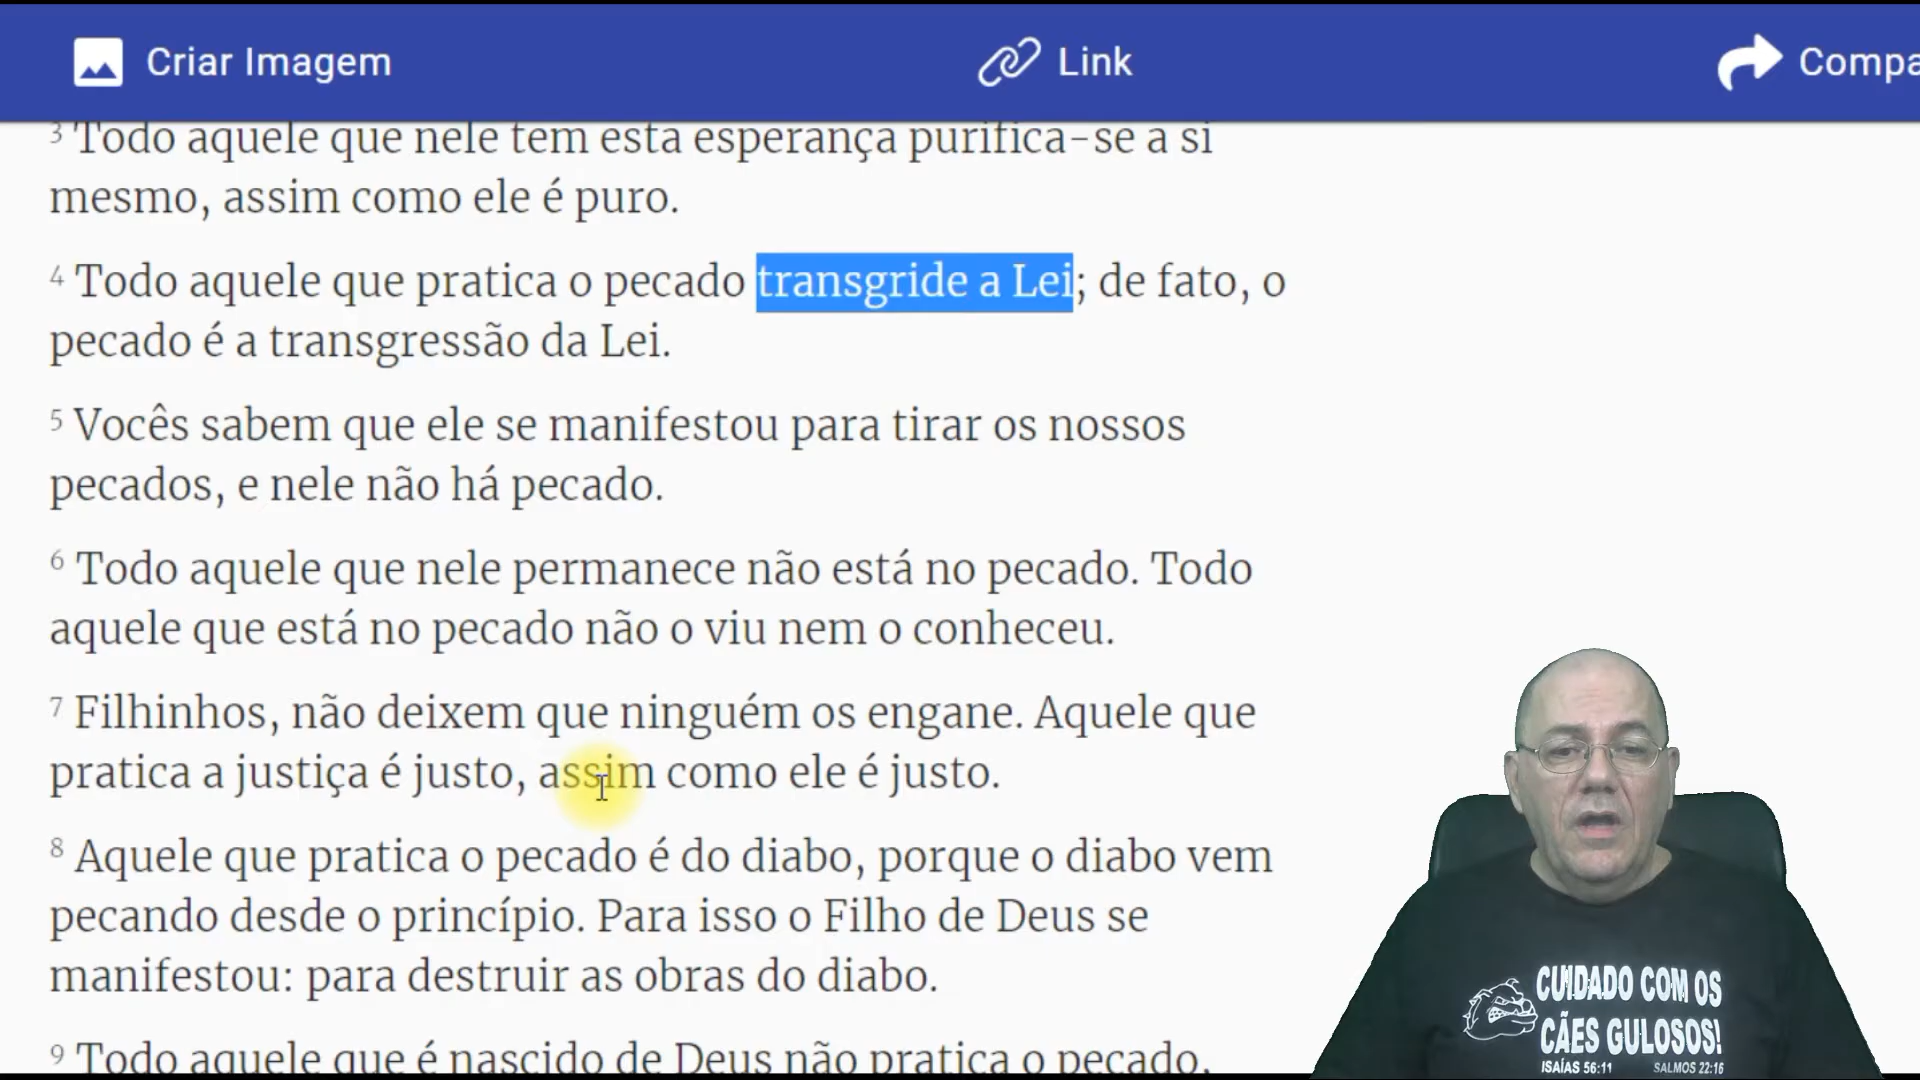 Criar Imagem
Link
Compa
3 Todo aquele que nele tem esta esperança purifica-se a si
mesmo, assim como ele é puro.
4 Todo aquele que pratica o pecado transgride a Lei; de fato, o
pecado é a transgressão da Lei.
5 Vocês sabem que ele se manifestou para tirar os nossos
pecados, e nele não há pecado.
6 Todo aquele que nele permanece não está no pecado. Todo
aquele que está no pecado não o viu nem o conheceu.
7 Filhinhos, não deixem que ninguém os engane. Aquele que
pratica a justiça é justo, assim como ele é justo.
8 Aquele que pratica o pecado é do diabo, porque o diabo vem
pecando desde o princípio. Para isso o Filho de Deus se
manifestou: para destruir as obras do diabo.
9 Todo aquele que é nascido de Deus não pratica o pecado,
CUIDADO COM OS
CÃES GULOSOS!
ISAÍAS 56:11 SALMOS 22:16